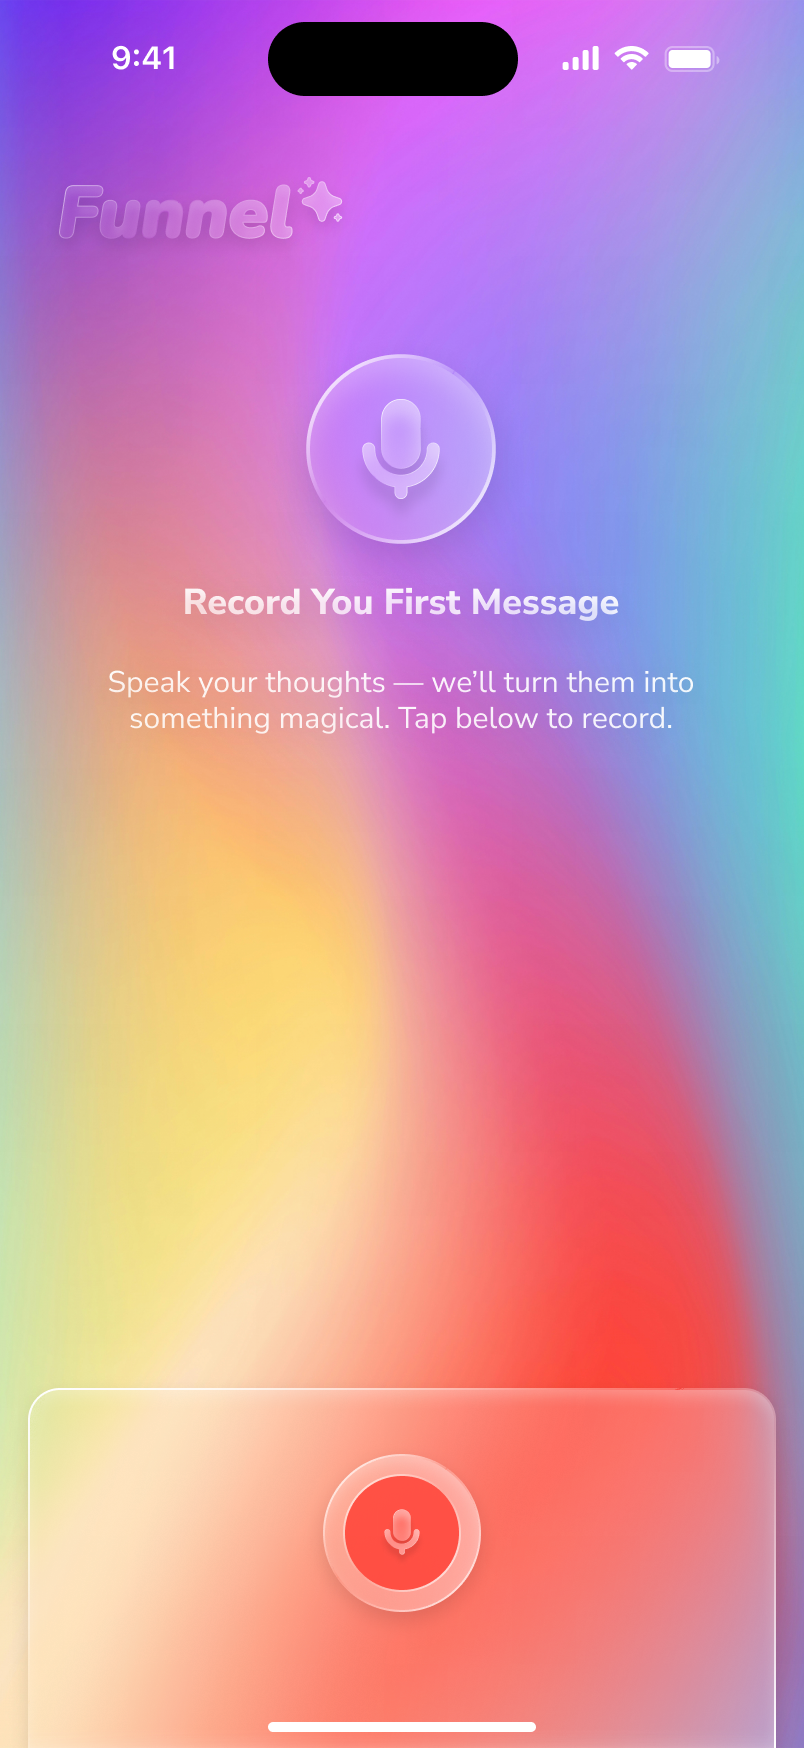 9:41
Funnel
Record You First Message
Speak your thoughts — we’ll turn them into
something magical. Tap below to record.